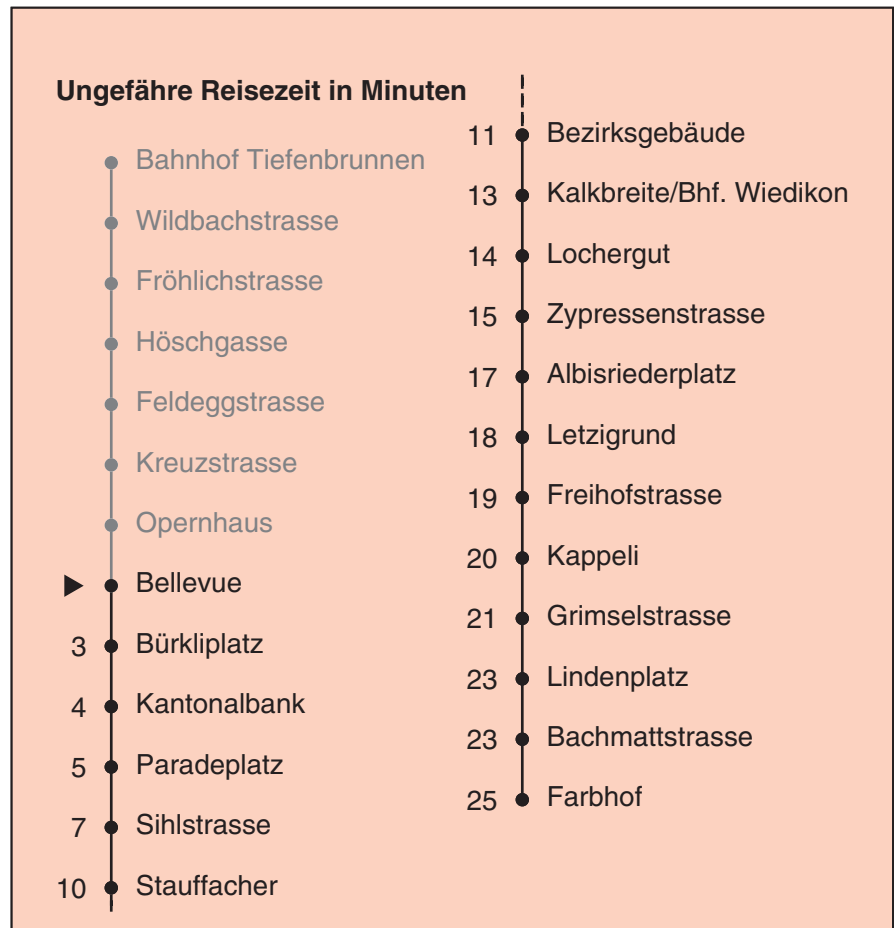 Ungefähre Reisezeit in Minuten
Bahnhof Tiefenbrunnen
Wildbachstrasse
Fröhlichstrasse
Höschgasse
Feldeggstrasse
Kreuzstrasse
Opernhaus
Bellevue
3 Bürkliplatz
4 Kantonalbank
5 Paradeplatz
7 Sihlstrasse
10 Stauffacher
11 Bezirksgebäude
13 Kalkbreite/Bhf. Wiedikon
14 Lochergut
15 Zypressenstrasse
17 Albisriederplatz
18 Letzigrund
19 Freihofstrasse
20 Kappeli
21 Grimselstrasse
23 Lindenplatz
23 Bachmattstrasse
25 Farbhof